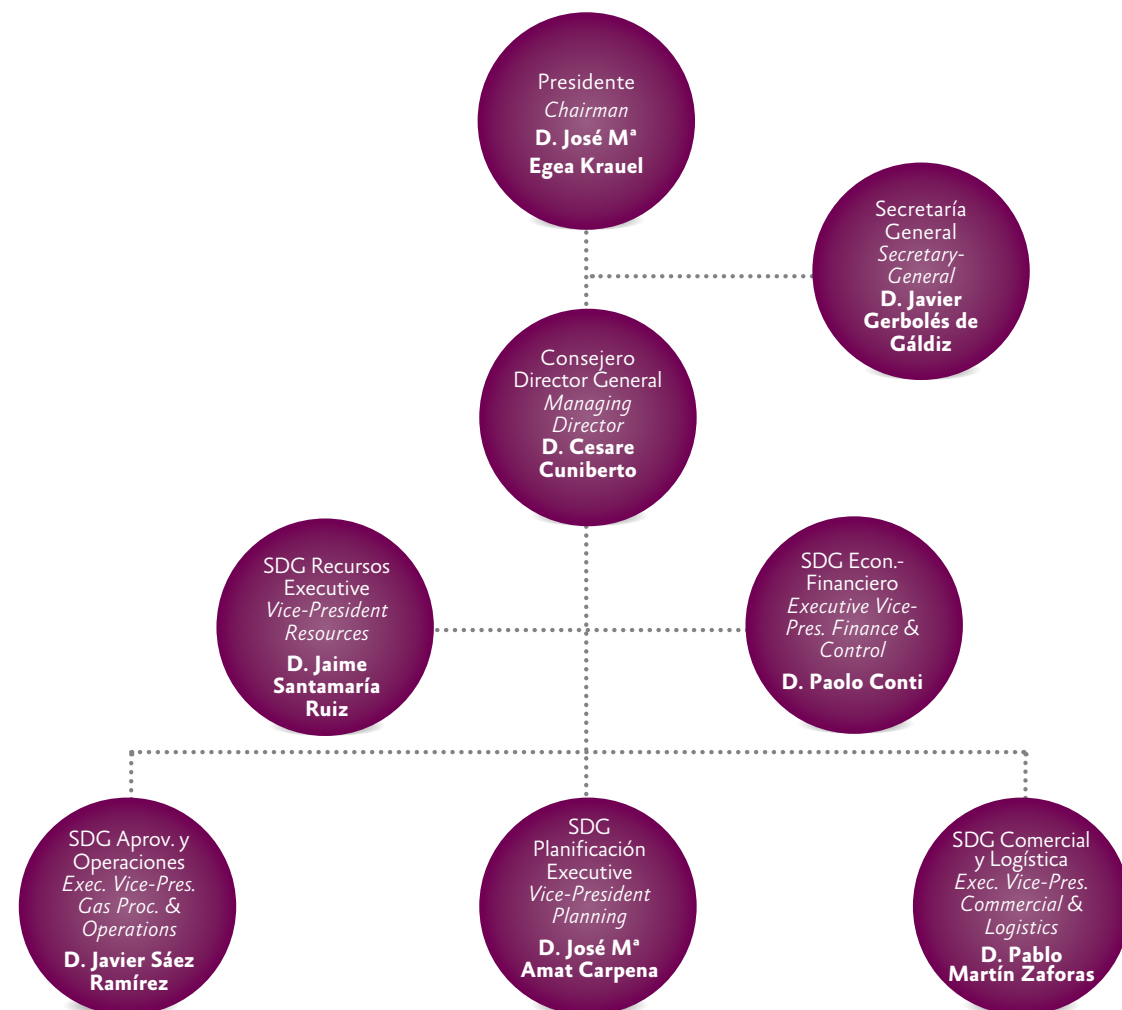 Presidente
Chairman
D. José Mª
Egea Krauel
Secretaría
General
Secretary-
General
D. Javier
Gerbolés de
Gáldiz
Consejero
Director General
Managing
Director
D. Cesare
Cuniberto
SDG Recursos
Executive
Vice-President
Resources
D. Jaime
Santamaría
Ruiz
SDG Econ.-
Financiero
Executive Vice-
Pres. Finance &
Control
D. Paolo Conti
SDG Aprov. y
Operaciones
Exec. Vice-Pres.
Gas Proc. &
Operations
D. Javier Sáez
Ramírez
SDG
Planificación
Executive
Vice-President
Planning
D. José Mª
Amat Carpena
SDG Comercial
y Logística
Exec. Vice-Pres.
Commercial &
Logistics
D. Pablo
Martín Zaforas